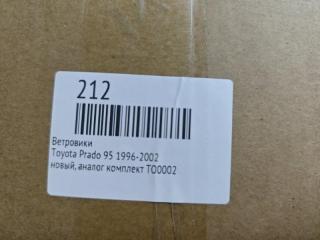 212
Ветровики
Toyota Prado 95 1996-2002
новый, аналог комплект TO0002